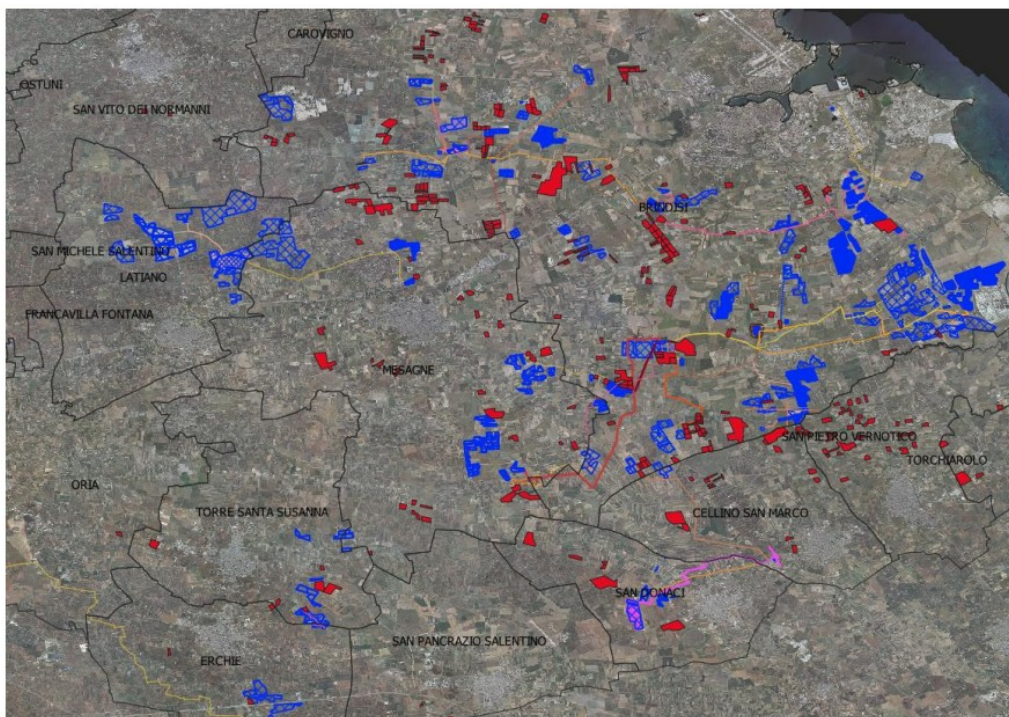 CAROVIGNO
OSTUNI
SAN VITO DEI NORMANNI
BRINDISI
SAN MICHELE SALENTINO
LATIANO
FRANCAVILLA FONTANA
MESAGNE
SAN PIETRO VERNOTICO
TORCHIAROLO
ORIA
TORRE SANTA SUSANNA
CELLINO SAN MARCO
SAN DONACI
SAN PANCRAZIO SALENTINO
ERCHIE